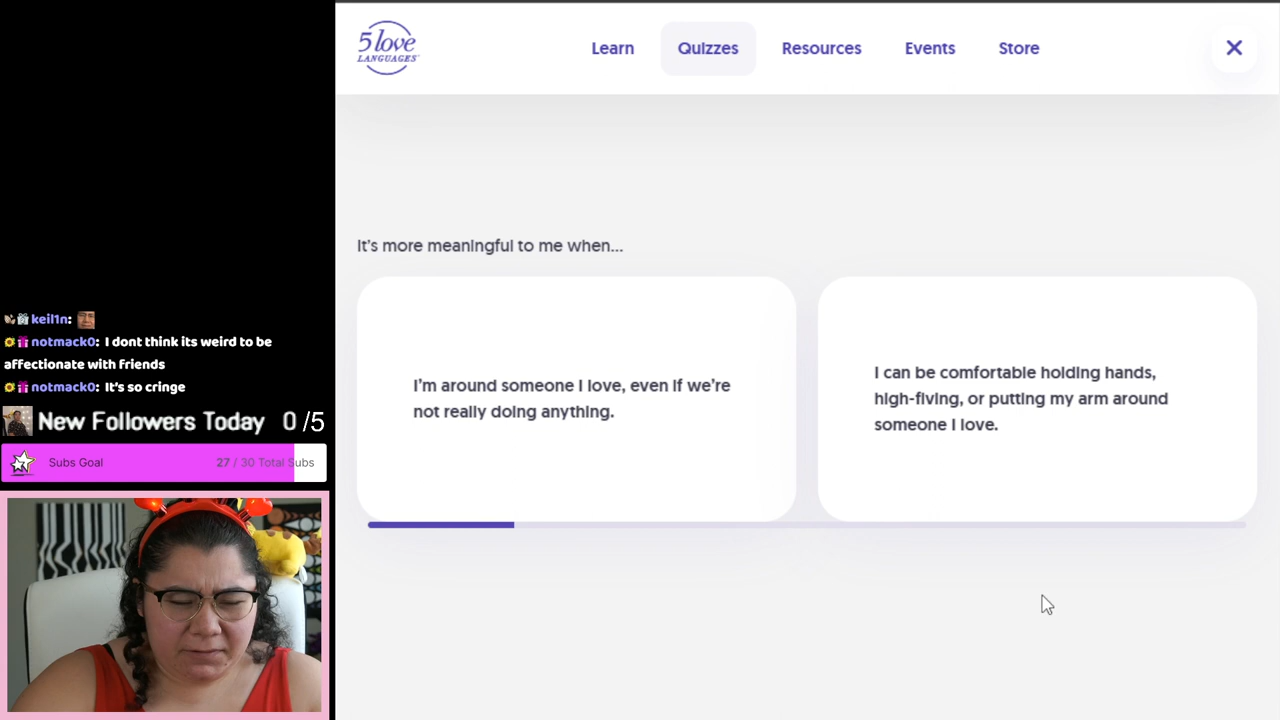 5 love
LANGUAGES
Learn
Quizzes
Resources
Events
Store
It's more meaningful to me when...
I'm around someone I love, even if we're
not really doing anything.
I can be comfortable holding hands,
high-fiving, or putting my arm around
someone I love.
keil1n:
notmack0: I dont think its weird to be
affectionate with friends
notmack0: It's so cringe
New Followers Today 0 /5
Subs Goal 27 / 30 Total Subs